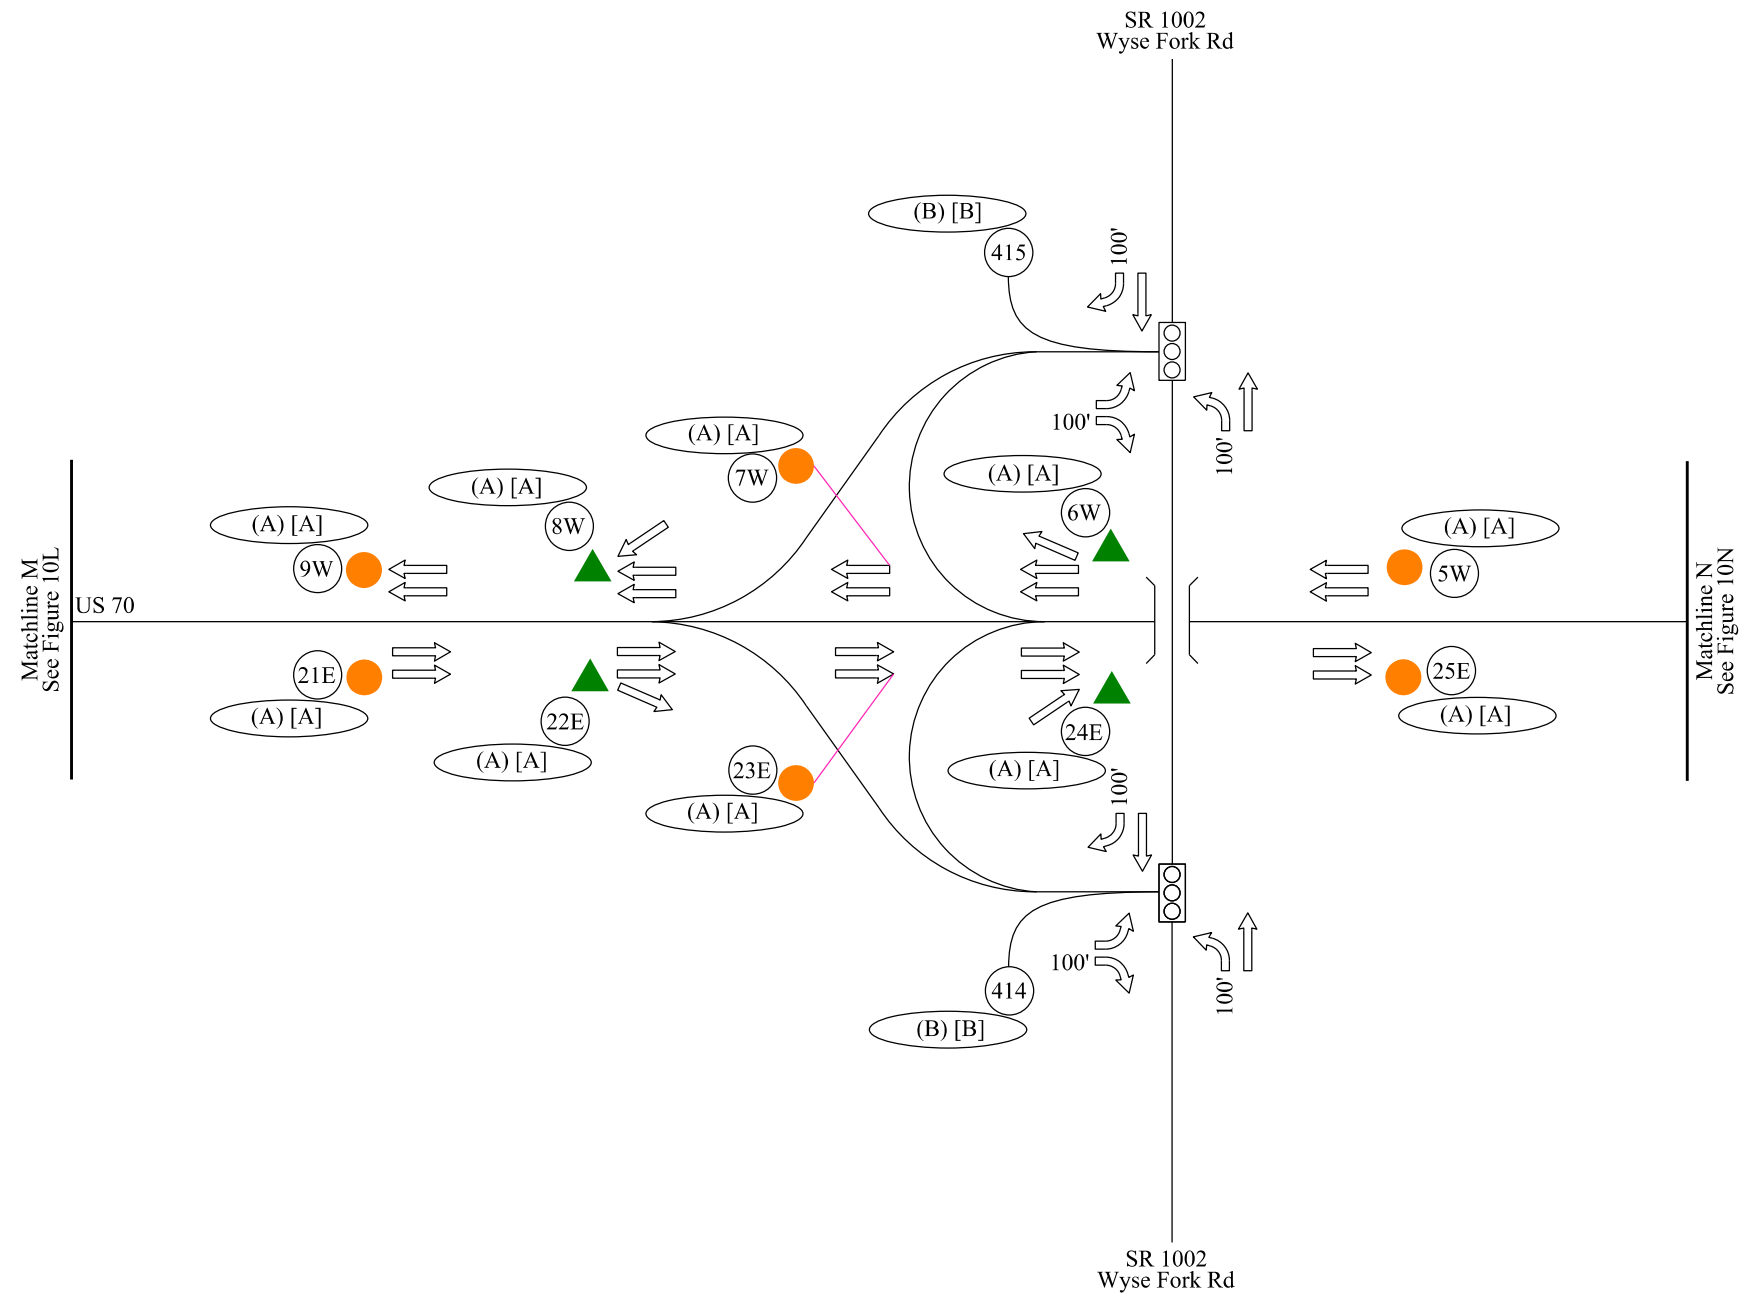 SR 1002
Wyse Fork Rd
(B) [B]
415
100'
100'
100'
(A) [A]
7W
(A) [A]
6W
(A) [A]
8W
(A) [A]
9W
(A) [A]
5W
Matchline M
See Figure 10L
US 70
Matchline N
See Figure 10N
21E
(A) [A]
22E
(A) [A]
23E
(A) [A]
24E
(A) [A]
25E
(A) [A]
100'
100'
100'
414
(B) [B]
SR 1002
Wyse Fork Rd